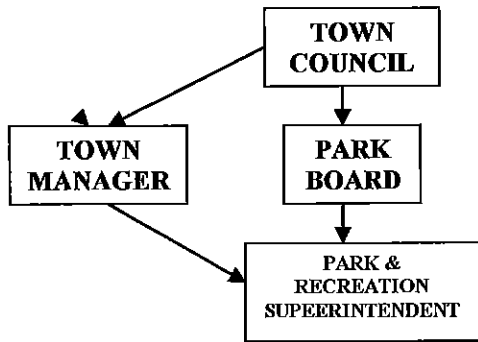 TOWN
COUNCIL
TOWN
MANAGER
PARK
BOARD
PARK &
RECREATION
SUPEERINTENDENT